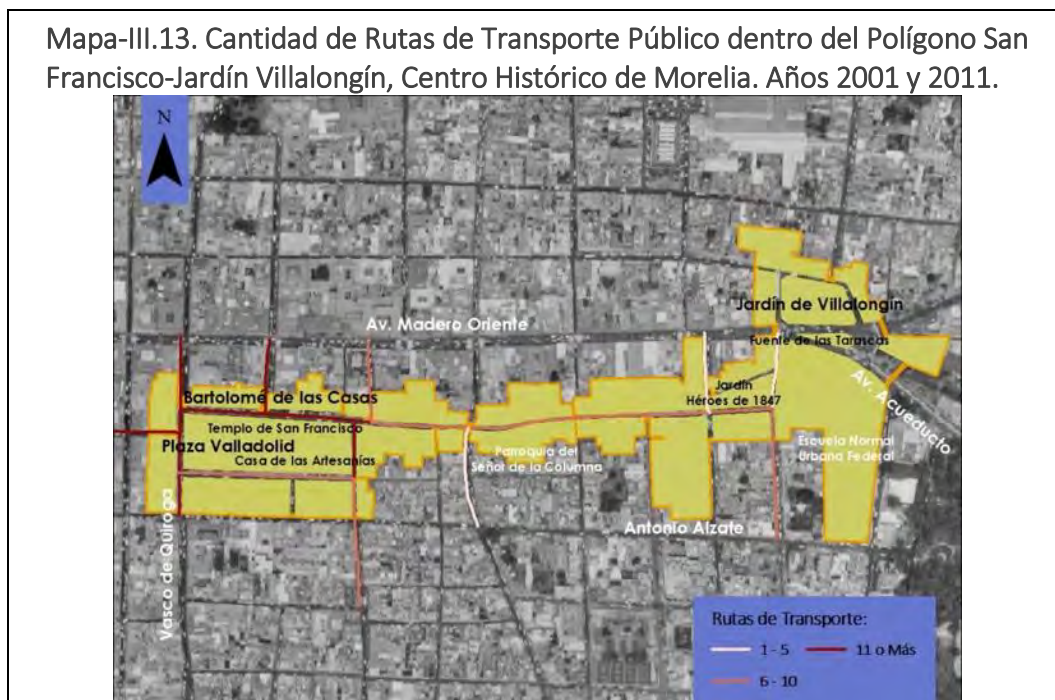 Mapa-III.13. Cantidad de Rutas de Transporte Público dentro del Polígono San
Francisco-Jardín Villalongín, Centro Histórico de Morelia. Años 2001 y 2011.
N
Jardín de Villalongín
Av. Madero Oriente
Fuente de las Tarascas
Av. Acueducto
Jardín
Héroes de 1847
Bartolomé de las Casas
Templo de San Francisco
Plaza Valladolid
Casa de las Artesanías
Parroquia del
Señor de la Columna
Escuela Normal
Urbana Federal
Vasco de Quiroga
Antonio Alzate
Rutas de Transporte:
1 - 5
11 o Más
6 - 10